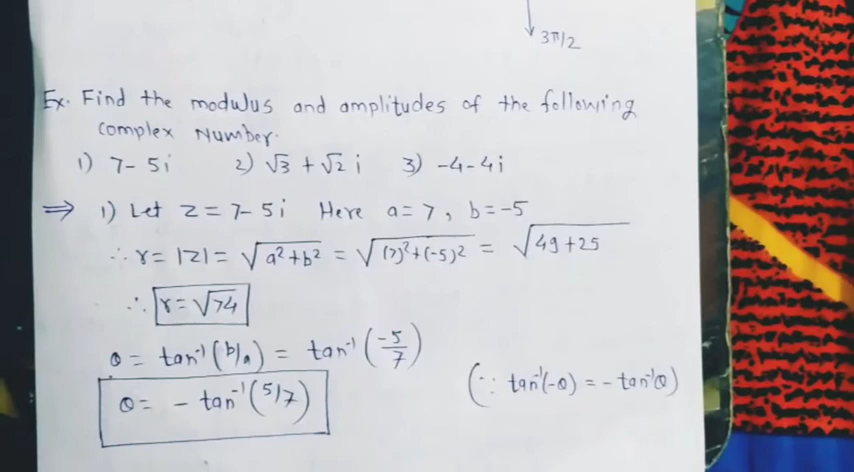 3π/2
Ex. Find the modulus and amplitudes of the following
complex Number.
1) 7- 5i 2) √3 + √2 i 3) -4-4i
⇒ 1) Let z = 7- 5i Here a = 7, b = -5
∴ r = |z| = √a²+b² = √(7)²+(-5)² = √49+25
∴ r = √74
θ = tan⁻¹(b/a) = tan⁻¹(-5/7)
θ = - tan⁻¹(5/7) (∵ tan⁻¹(-θ) = - tan⁻¹θ)